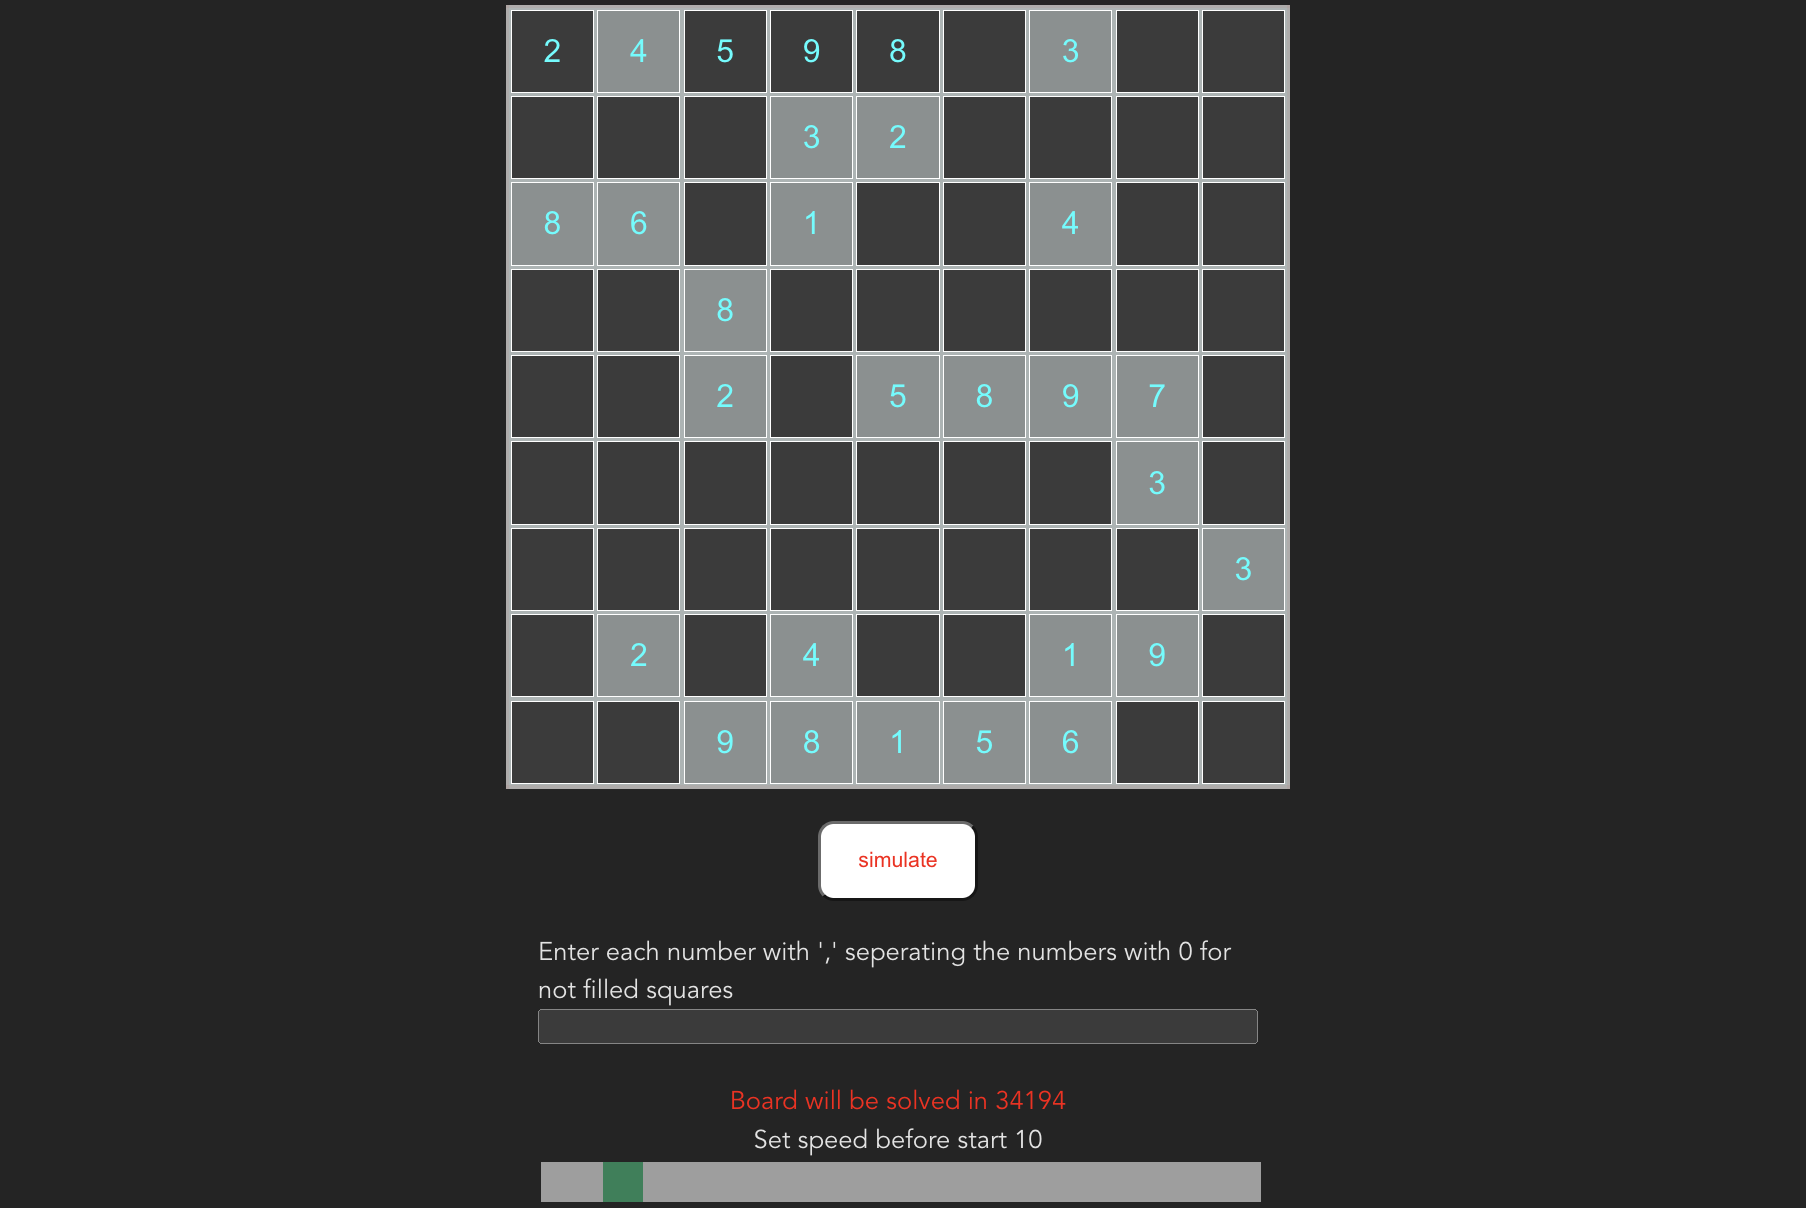 2 4 5 9 8 3
3 2
8 6 1 4
8
2 5 8 9 7
3
3
2 4 1 9
9 8 1 5 6
simulate
Enter each number with ',' seperating the numbers with 0 for
not filled squares
Board will be solved in 34194
Set speed before start 10